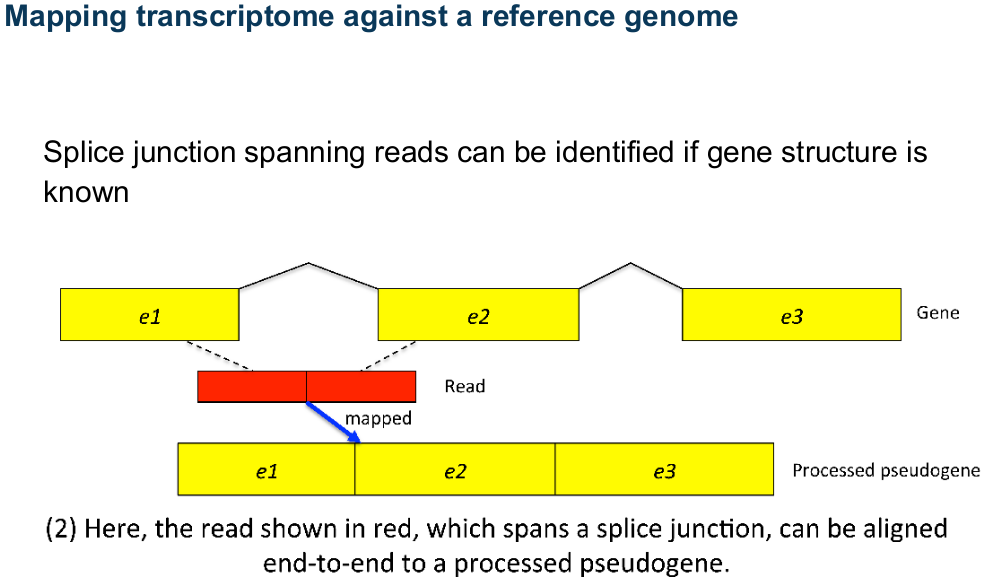 Mapping transcriptome against a reference genome
Splice junction spanning reads can be identified if gene structure is
known
e1
e2
e3
Gene
Read
mapped
e1
e2
e3
Processed pseudogene
(2) Here, the read shown in red, which spans a splice junction, can be aligned
end-to-end to a processed pseudogene.